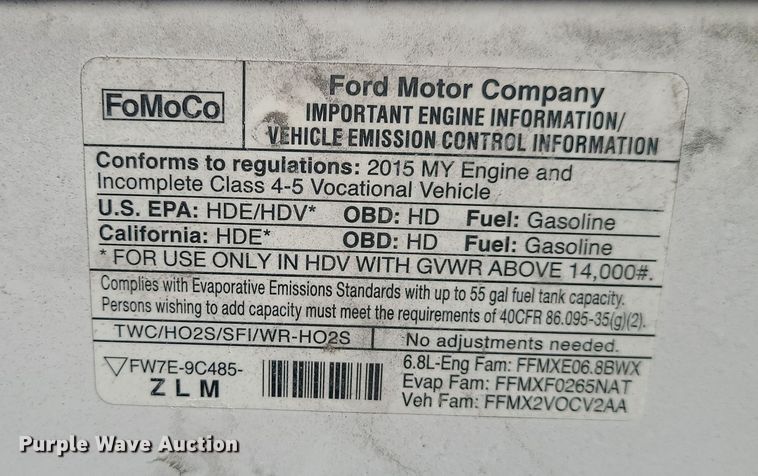 FoMoCo
Ford Motor Company
IMPORTANT ENGINE INFORMATION/
VEHICLE EMISSION CONTROL INFORMATION
Conforms to regulations: 2015 MY Engine and
Incomplete Class 4-5 Vocational Vehicle
U.S. EPA: HDE/HDV* OBD: HD Fuel: Gasoline
California: HDE* OBD: HD Fuel: Gasoline
* FOR USE ONLY IN HDV WITH GVWR ABOVE 14,000#.
Complies with Evaporative Emissions Standards with up to 55 gal fuel tank capacity.
Persons wishing to add capacity must meet the requirements of 40CFR 86.095-35(g)(2).
TWC/HO2S/SFI/WR-HO2S
No adjustments needed.
FW7E-9C485-
Z L M
6.8L-Eng Fam: FFMXE06.8BWX
Evap Fam: FFMXF0265NAT
Veh Fam: FFMX2VOCV2AA
Purple Wave Auction